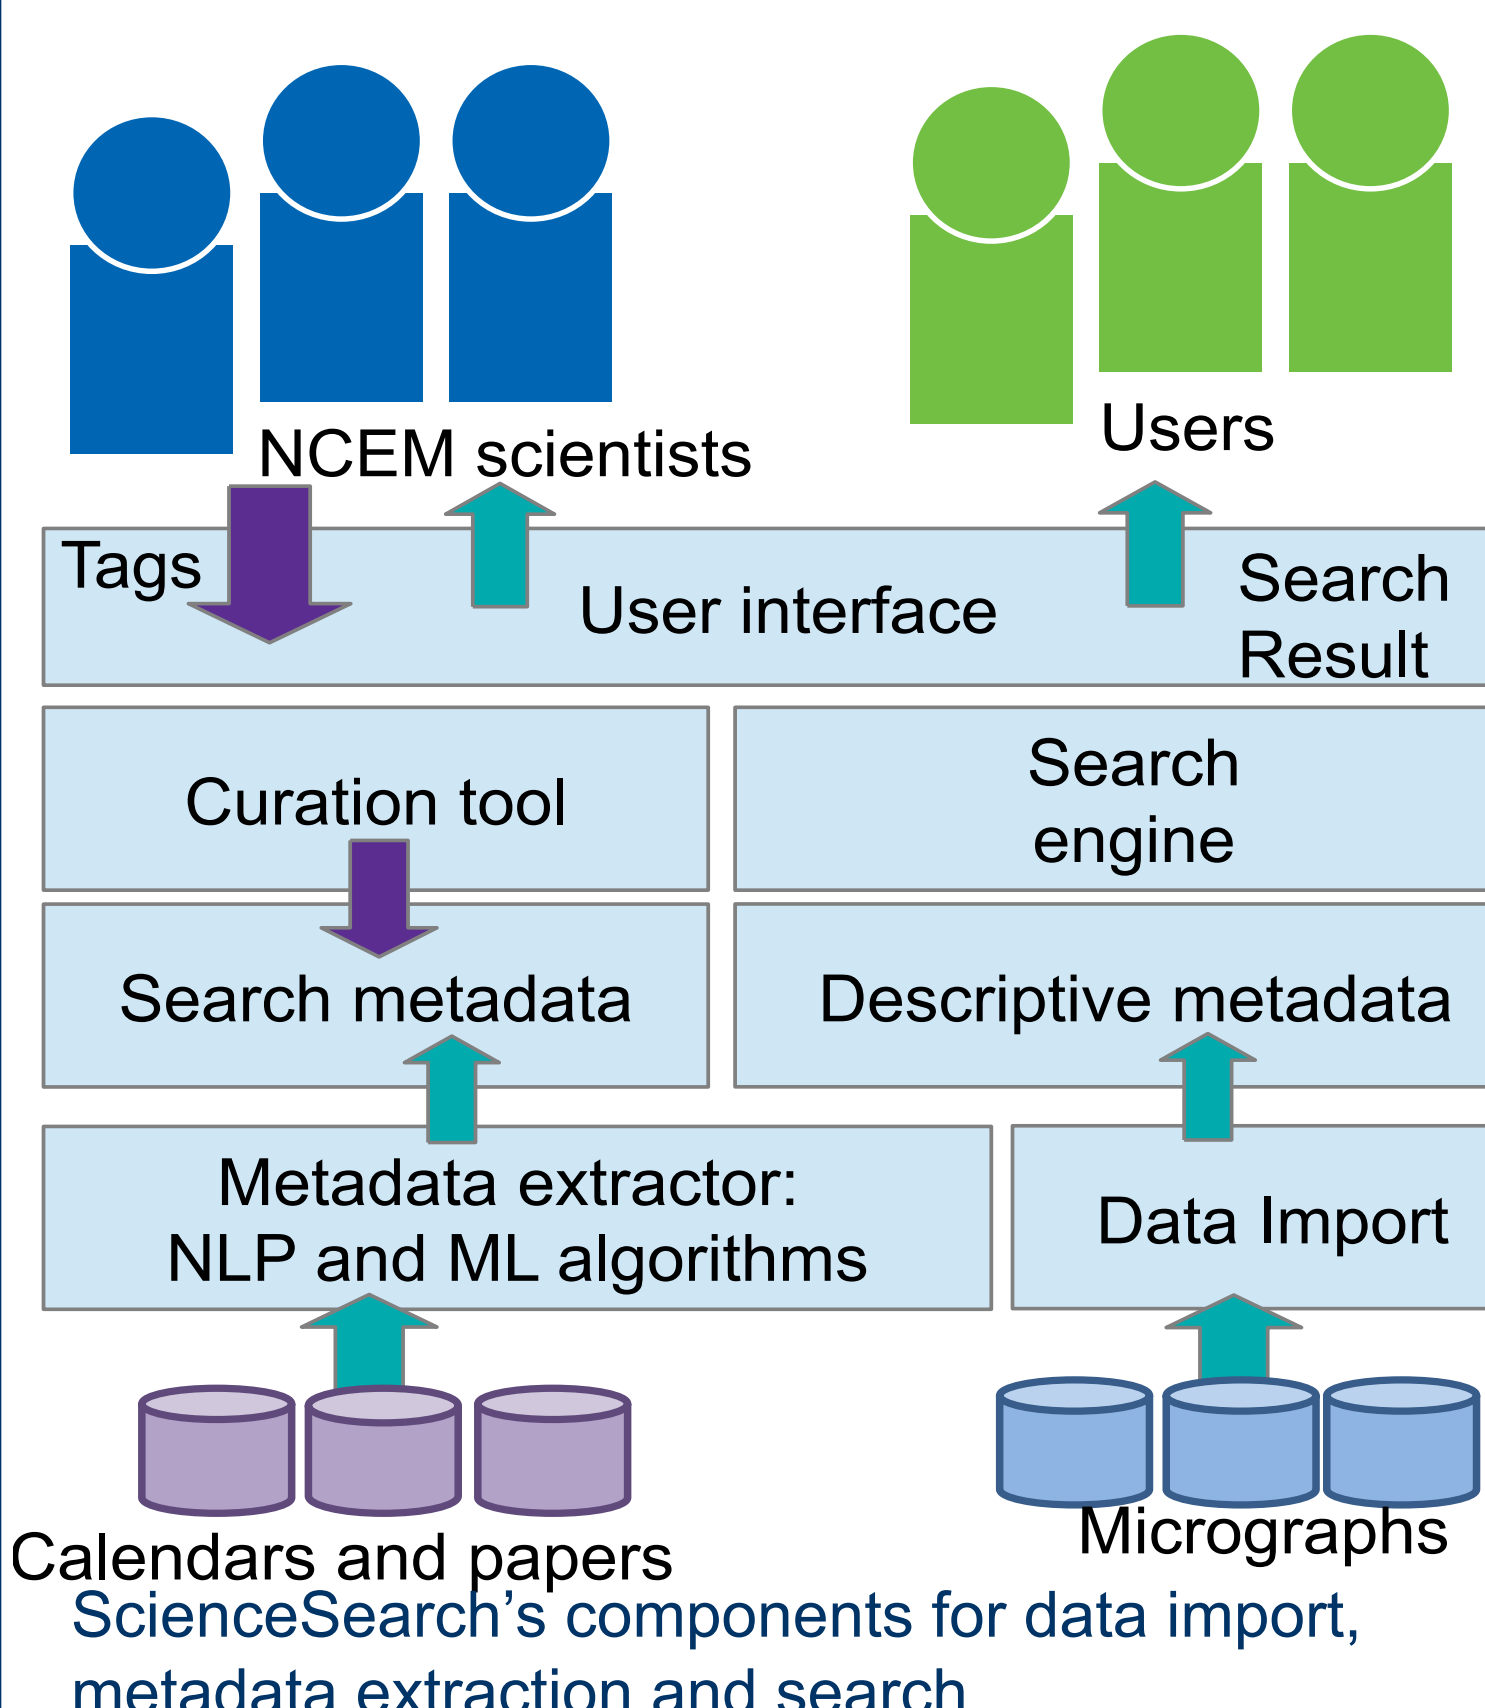 NCEM scientists
Users
Tags
User interface
Search
Result
Curation tool
Search
engine
Search metadata
Descriptive metadata
Metadata extractor:
NLP and ML algorithms
Data Import
Calendars and papers
Micrographs
ScienceSearch’s components for data import,
metadata extraction and search